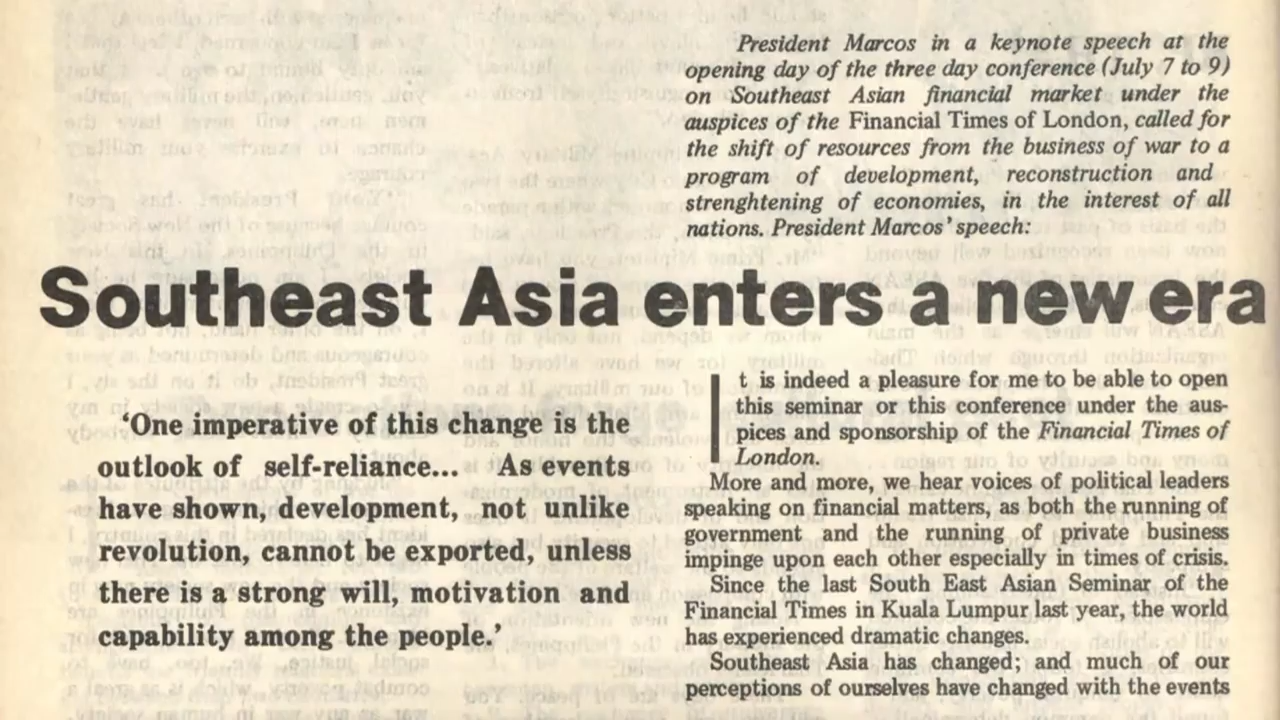 President Marcos in a keynote speech at the
opening day of the three day conference (July 7 to 9)
on Southeast Asian financial market under the
auspices of the Financial Times of London, called for
the shift of resources from the business of war to a
program of development, reconstruction and
strenghtening of economies, in the interest of all
nations. President Marcos' speech:
Southeast Asia enters a new era
'One imperative of this change is the
outlook of self-reliance... As events
have shown, development, not unlike
revolution, cannot be exported, unless
there is a strong will, motivation and
capability among the people.,'
It is indeed a pleasure for me to be able to open
this seminar or this conference under the aus-
pices and sponsorship of the Financial Times of
London.
More and more, we hear voices of political leaders
speaking on financial matters, as both the running of
government and the running of private business
impinge upon each other especially in times of crisis.
Since the last South East Asian Seminar of the
Financial Times in Kuala Lumpur last year, the world
has experienced dramatic changes.
Southeast Asia has changed; and much of our
perceptions of ourselves have changed with the events